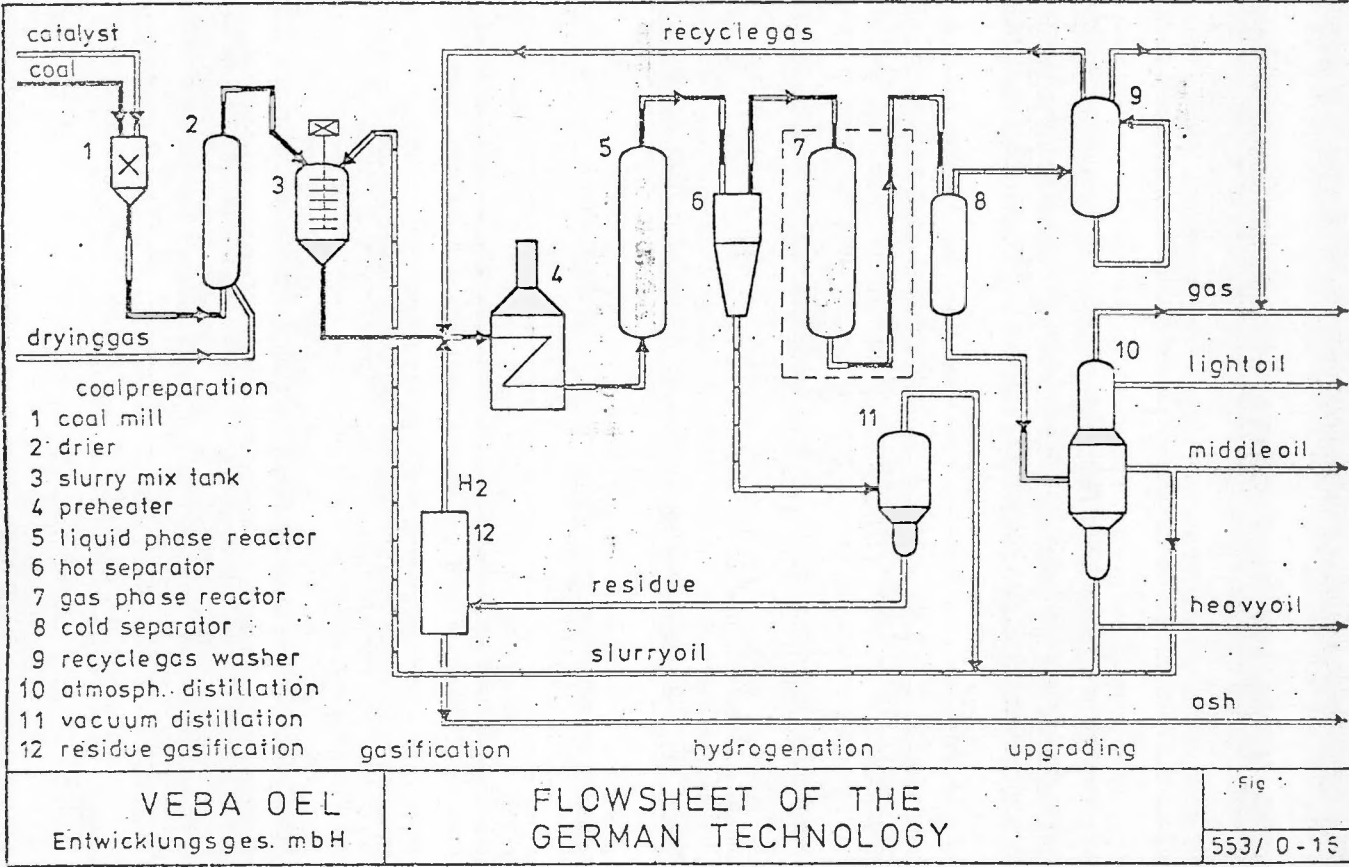 catalyst
coal
recyclegas
1
2
3
4
5
6
7
8
9
10
11
12
dryinggas
gas
lightoil
middleoil
heavyoil
H2
residue
slurryoil
ash
coalpreparation
1 coal mill
2 drier
3 slurry mix tank
4 preheater
5 liquid phase reactor
6 hot separator
7 gas phase reactor
8 cold separator
9 recyclegas washer
10 atmosph. distillation
11 vacuum distillation
12 residue gasification
gasification
hydrogenation
upgrading
VEBA OEL
Entwicklungsges. mbH
FLOWSHEET OF THE
GERMAN TECHNOLOGY
Fig